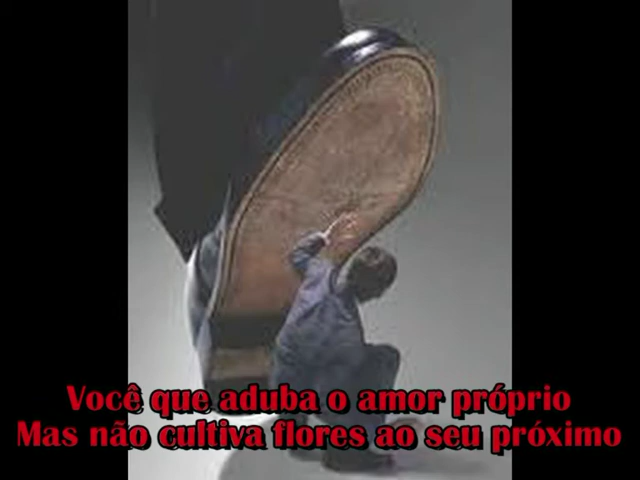 Você que aduba o amor próprio
Mas não cultiva flores ao seu próximo